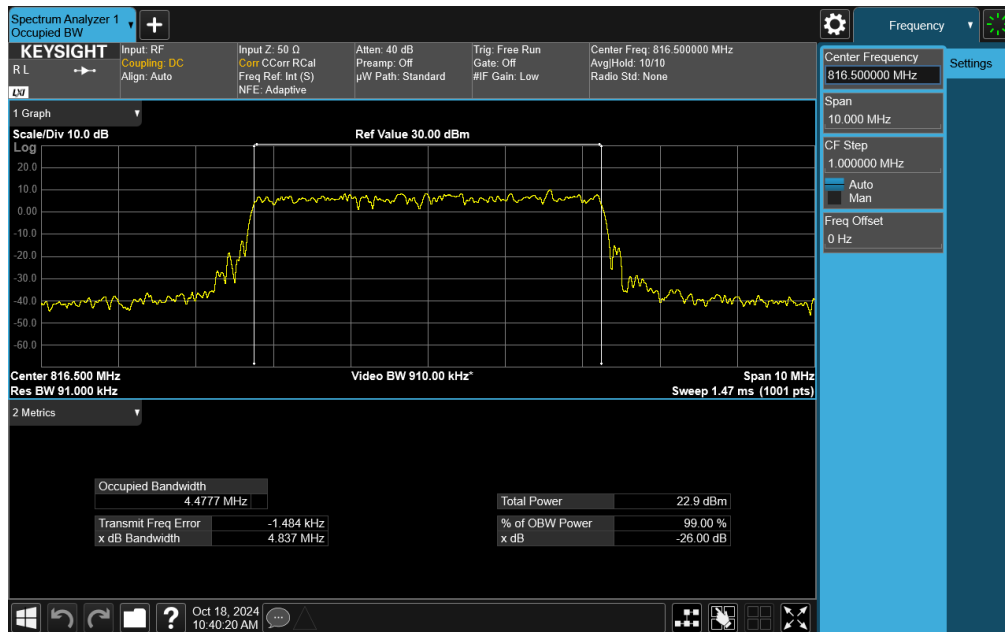 Spectrum Analyzer 1
Occupied BW
Frequency
KEYSIGHT
R L
LXI
Input: RF
Coupling: DC
Align: Auto
Input Z: 50 Ω
Corr CCorr RCal
Freq Ref: Int (S)
NFE: Adaptive
Atten: 40 dB
Preamp: Off
µW Path: Standard
Trig: Free Run
Gate: Off
#IF Gain: Low
Center Freq: 816.500000 MHz
Avg|Hold: 10/10
Radio Std: None
Center Frequency
816.500000 MHz
Settings
Span
10.000 MHz
CF Step
1.000000 MHz
Auto
Man
Freq Offset
0 Hz
1 Graph
Scale/Div 10.0 dB
Ref Value 30.00 dBm
Log
20.0
10.0
0.00
-10.0
-20.0
-30.0
-40.0
-50.0
-60.0
Center 816.500 MHz
Video BW 910.00 kHz*
Span 10 MHz
Res BW 91.000 kHz
Sweep 1.47 ms (1001 pts)
2 Metrics
Occupied Bandwidth
4.4777 MHz
Total Power 22.9 dBm
Transmit Freq Error -1.484 kHz
% of OBW Power 99.00 %
x dB Bandwidth 4.837 MHz
x dB -26.00 dB
Oct 18, 2024
10:40:20 AM